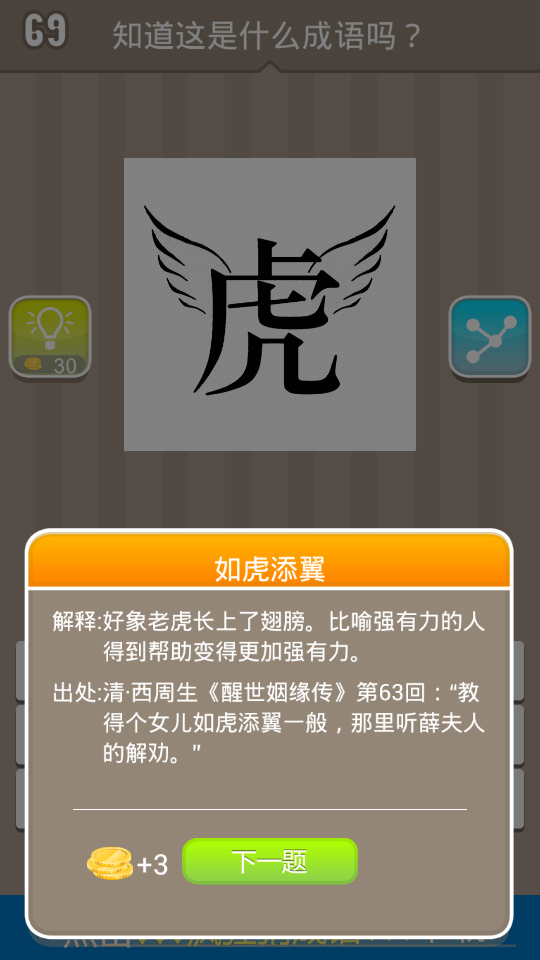 69
知道这是什么成语吗？
虎
30
如虎添翼
解释:好象老虎长上了翅膀。比喻强有力的人
得到帮助变得更加强有力。
出处:清·西周生《醒世姻缘传》第63回：“教
得个女儿如虎添翼一般，那里听薛夫人
的解劝。”
+3
下一题